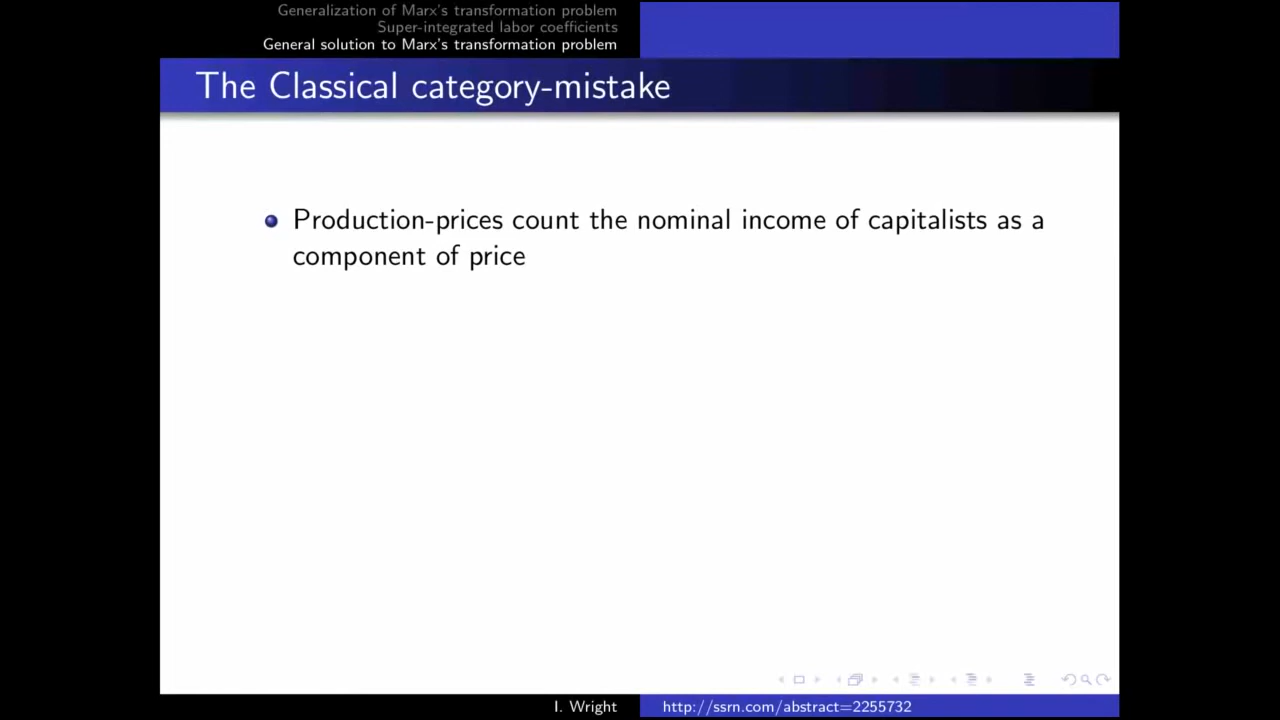 Generalization of Marx's transformation problem
Super-integrated labor coefficients
General solution to Marx's transformation problem
The Classical category-mistake
Production-prices count the nominal income of capitalists as a
component of price
I. Wright
http://ssrn.com/abstract=2255732